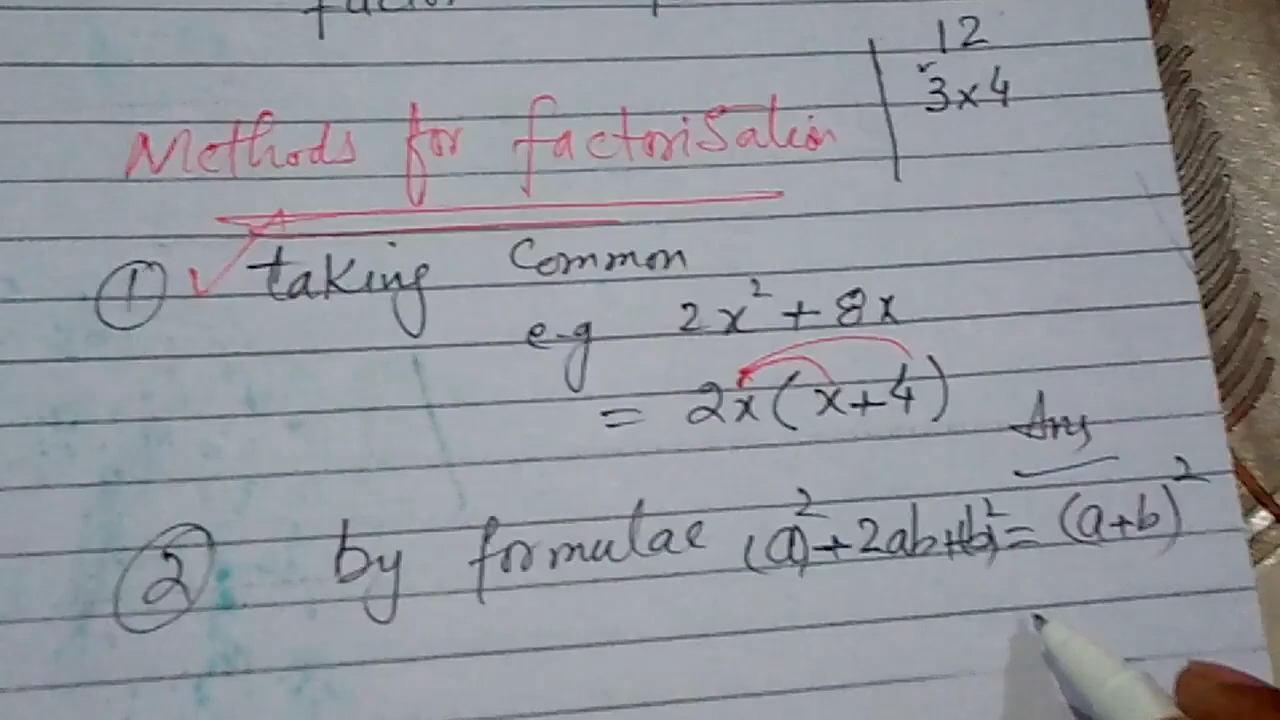 factor
12
3x4
Methods for factorisation
① ✓ taking Common
e-g 2x² + 8x
= 2x(x+4)
Ans
② by formulae (a)²+2ab+(b)²=(a+b)²